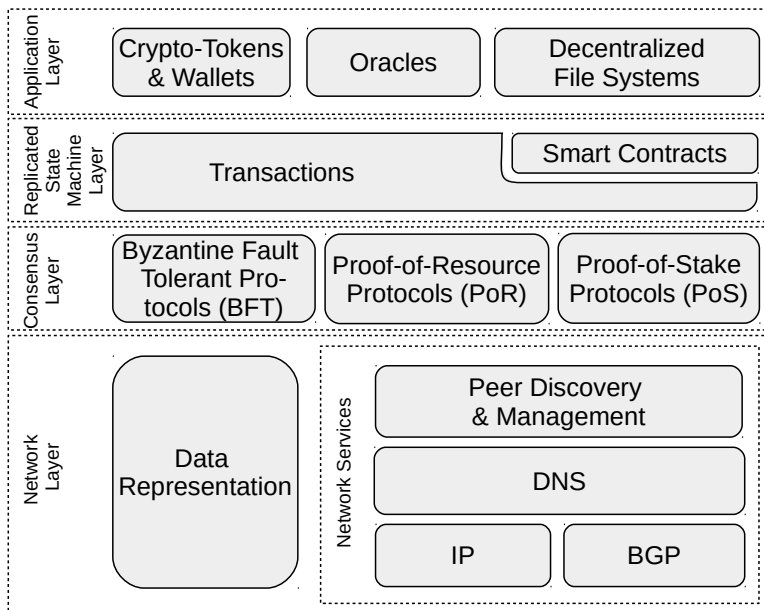 Application
Layer
Crypto-Tokens
& Wallets
Oracles
Decentralized
File Systems
Replicated
State
Machine
Layer
Transactions
Smart Contracts
Consensus
Layer
Byzantine Fault
Tolerant Pro-
tocols (BFT)
Proof-of-Resource
Protocols (PoR)
Proof-of-Stake
Protocols (PoS)
Network
Layer
Data
Representation
Network Services
Peer Discovery
& Management
DNS
IP
BGP